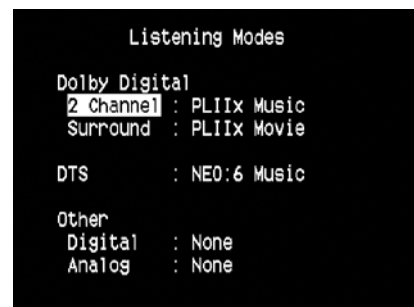 Listening Modes
Dolby Digital
2 Channel : PLIIx Music
Surround : PLIIx Movie
DTS : NEO:6 Music
Other
Digital : None
Analog : None